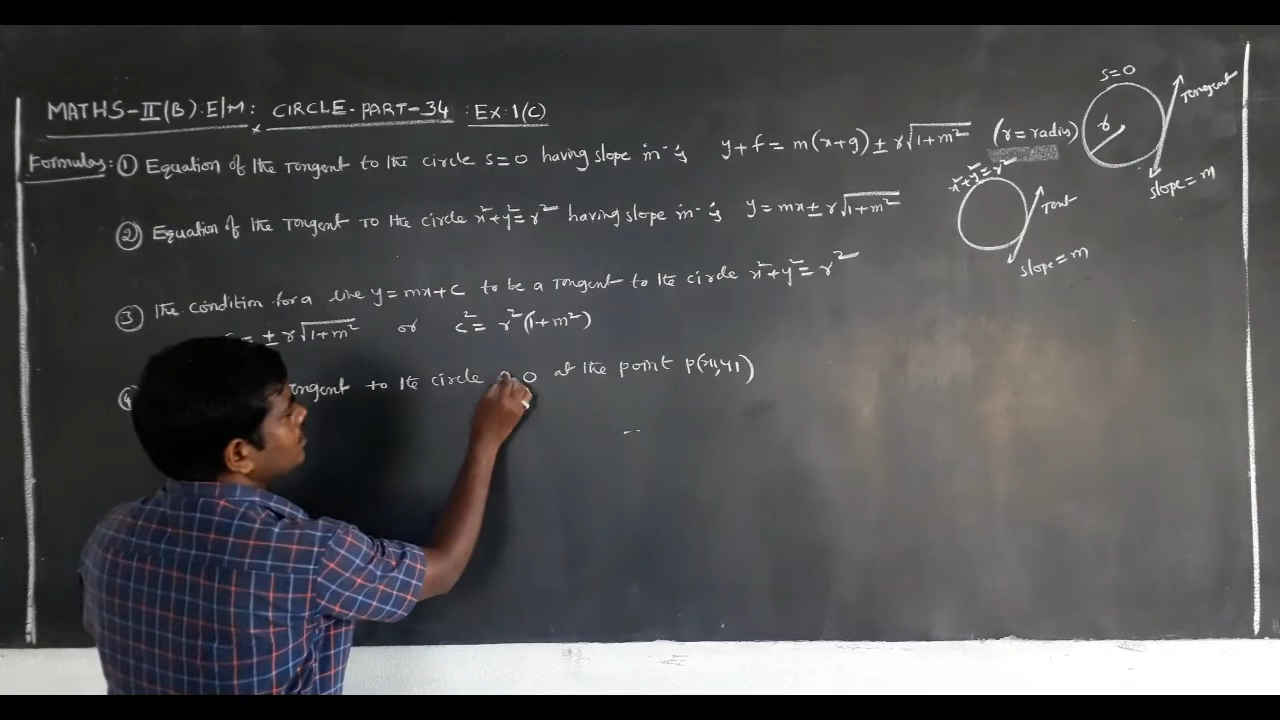 MATHS-II(B):E/M: CIRCLE-PART-34 : EX:1(C)
Formulas: ① Equation of the Tangent to the circle S=0 having slope 'm' is y+f = m(x+g) ± r√(1+m²) (r = radius)
② Equation of the Tangent to the circle x²+y²=r² having slope 'm' is y = mx ± r√(1+m²)
③ The condition for a line y=mx+c to be a Tangent to the circle x²+y²=r²
= ± r√(1+m²) or c² = r²(1+m²)
④ to the circle 0 at the point P(x₁,y₁)
S=0
r
Tangent
slope = m
x²+y²=r²
slope = m